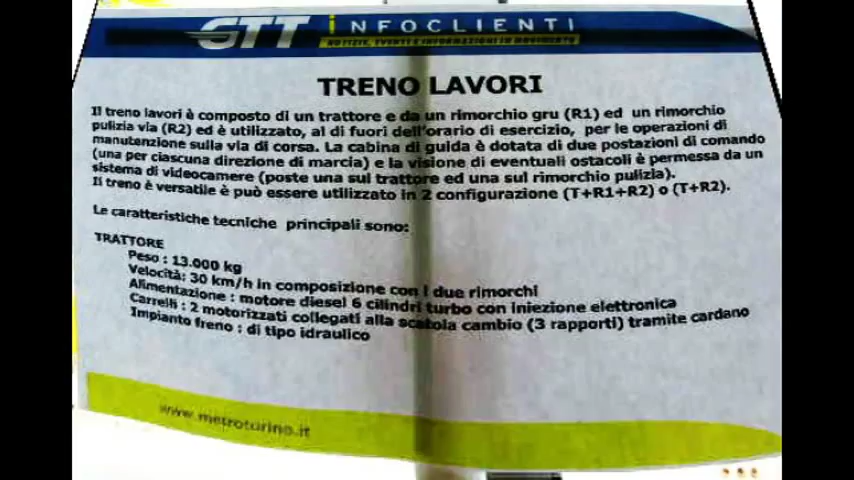 GTT iNFOCLIENTI
NOTIZIE, EVENTI E INFORMAZIONI IN MOVIMENTO
TRENO LAVORI
Il treno lavori è composto di un trattore e da un rimorchio gru (R1) ed un rimorchio
pulizia via (R2) ed è utilizzato, al di fuori dell'orario di esercizio, per le operazioni di
manutenzione sulla via di corsa. La cabina di guida è dotata di due postazioni di comando
(una per ciascuna direzione di marcia) e la visione di eventuali ostacoli è permessa da un
sistema di videocamere (poste una sul trattore ed una sul rimorchio pulizia).
Il treno è versatile è può essere utilizzato in 2 configurazione (T+R1+R2) o (T+R2).
Le caratteristiche tecniche principali sono:
TRATTORE
Peso : 13.000 kg
Velocità: 30 km/h in composizione con i due rimorchi
Alimentazione : motore diesel 6 cilindri turbo con iniezione elettronica
Carrelli : 2 motorizzati collegati alla scatola cambio (3 rapporti) tramite cardano
Impianto freno : di tipo idraulico
www.metrotorino.it